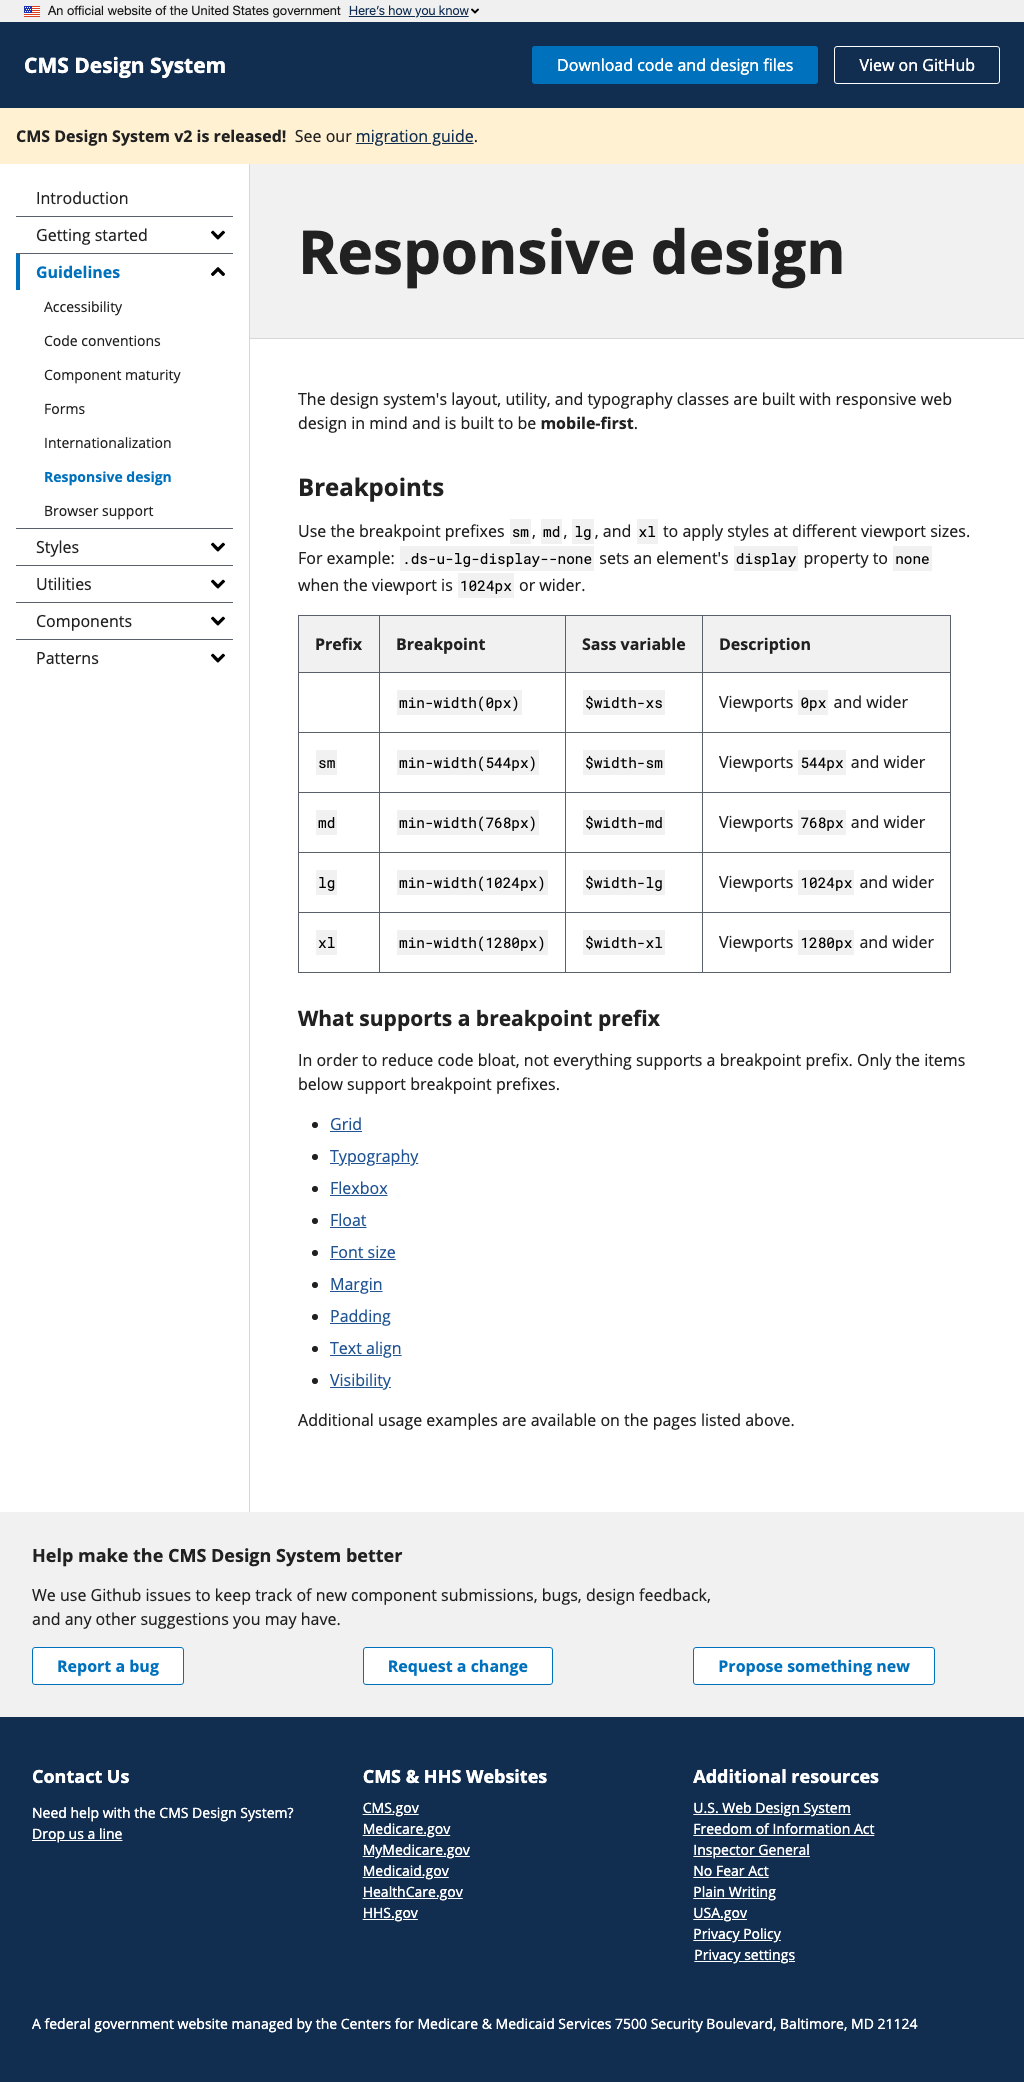 An official website of the United States government Here's how you know
CMS Design System
Download code and design files
View on GitHub
CMS Design System v2 is released! See our migration guide.
Introduction
Getting started
Guidelines
Accessibility
Code conventions
Component maturity
Forms
Internationalization
Responsive design
Browser support
Styles
Utilities
Components
Patterns
Responsive design
The design system's layout, utility, and typography classes are built with responsive web
design in mind and is built to be mobile-first.
Breakpoints
Use the breakpoint prefixes sm, md, lg, and xl to apply styles at different viewport sizes.
For example: .ds-u-lg-display--none sets an element's display property to none
when the viewport is 1024px or wider.
Prefix Breakpoint Sass variable Description
min-width(0px) $width-xs Viewports 0px and wider
sm min-width(544px) $width-sm Viewports 544px and wider
md min-width(768px) $width-md Viewports 768px and wider
lg min-width(1024px) $width-lg Viewports 1024px and wider
xl min-width(1280px) $width-xl Viewports 1280px and wider
What supports a breakpoint prefix
In order to reduce code bloat, not everything supports a breakpoint prefix. Only the items
below support breakpoint prefixes.
Grid
Typography
Flexbox
Float
Font size
Margin
Padding
Text align
Visibility
Additional usage examples are available on the pages listed above.
Help make the CMS Design System better
We use Github issues to keep track of new component submissions, bugs, design feedback,
and any other suggestions you may have.
Report a bug
Request a change
Propose something new
Contact Us
Need help with the CMS Design System?
Drop us a line
CMS & HHS Websites
CMS.gov
Medicare.gov
MyMedicare.gov
Medicaid.gov
HealthCare.gov
HHS.gov
Additional resources
U.S. Web Design System
Freedom of Information Act
Inspector General
No Fear Act
Plain Writing
USA.gov
Privacy Policy
Privacy settings
A federal government website managed by the Centers for Medicare & Medicaid Services 7500 Security Boulevard, Baltimore, MD 21124